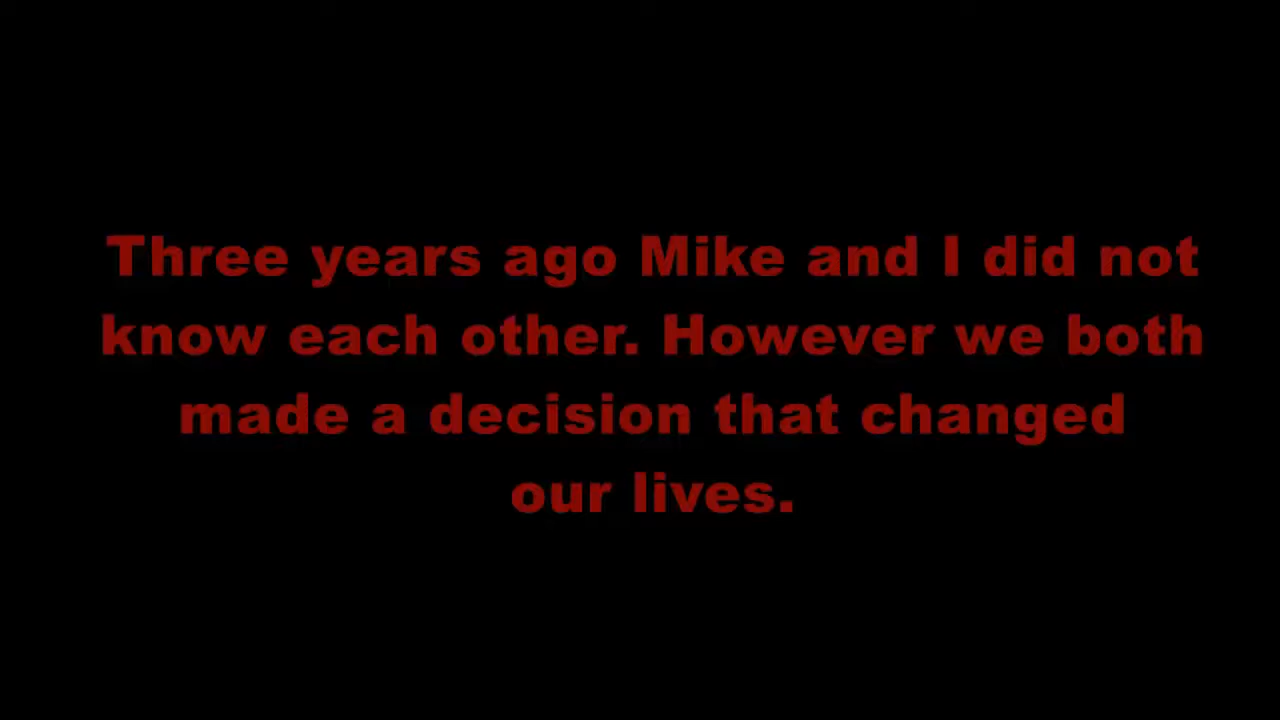 Three years ago Mike and I did not
know each other. However we both
made a decision that changed
our lives.